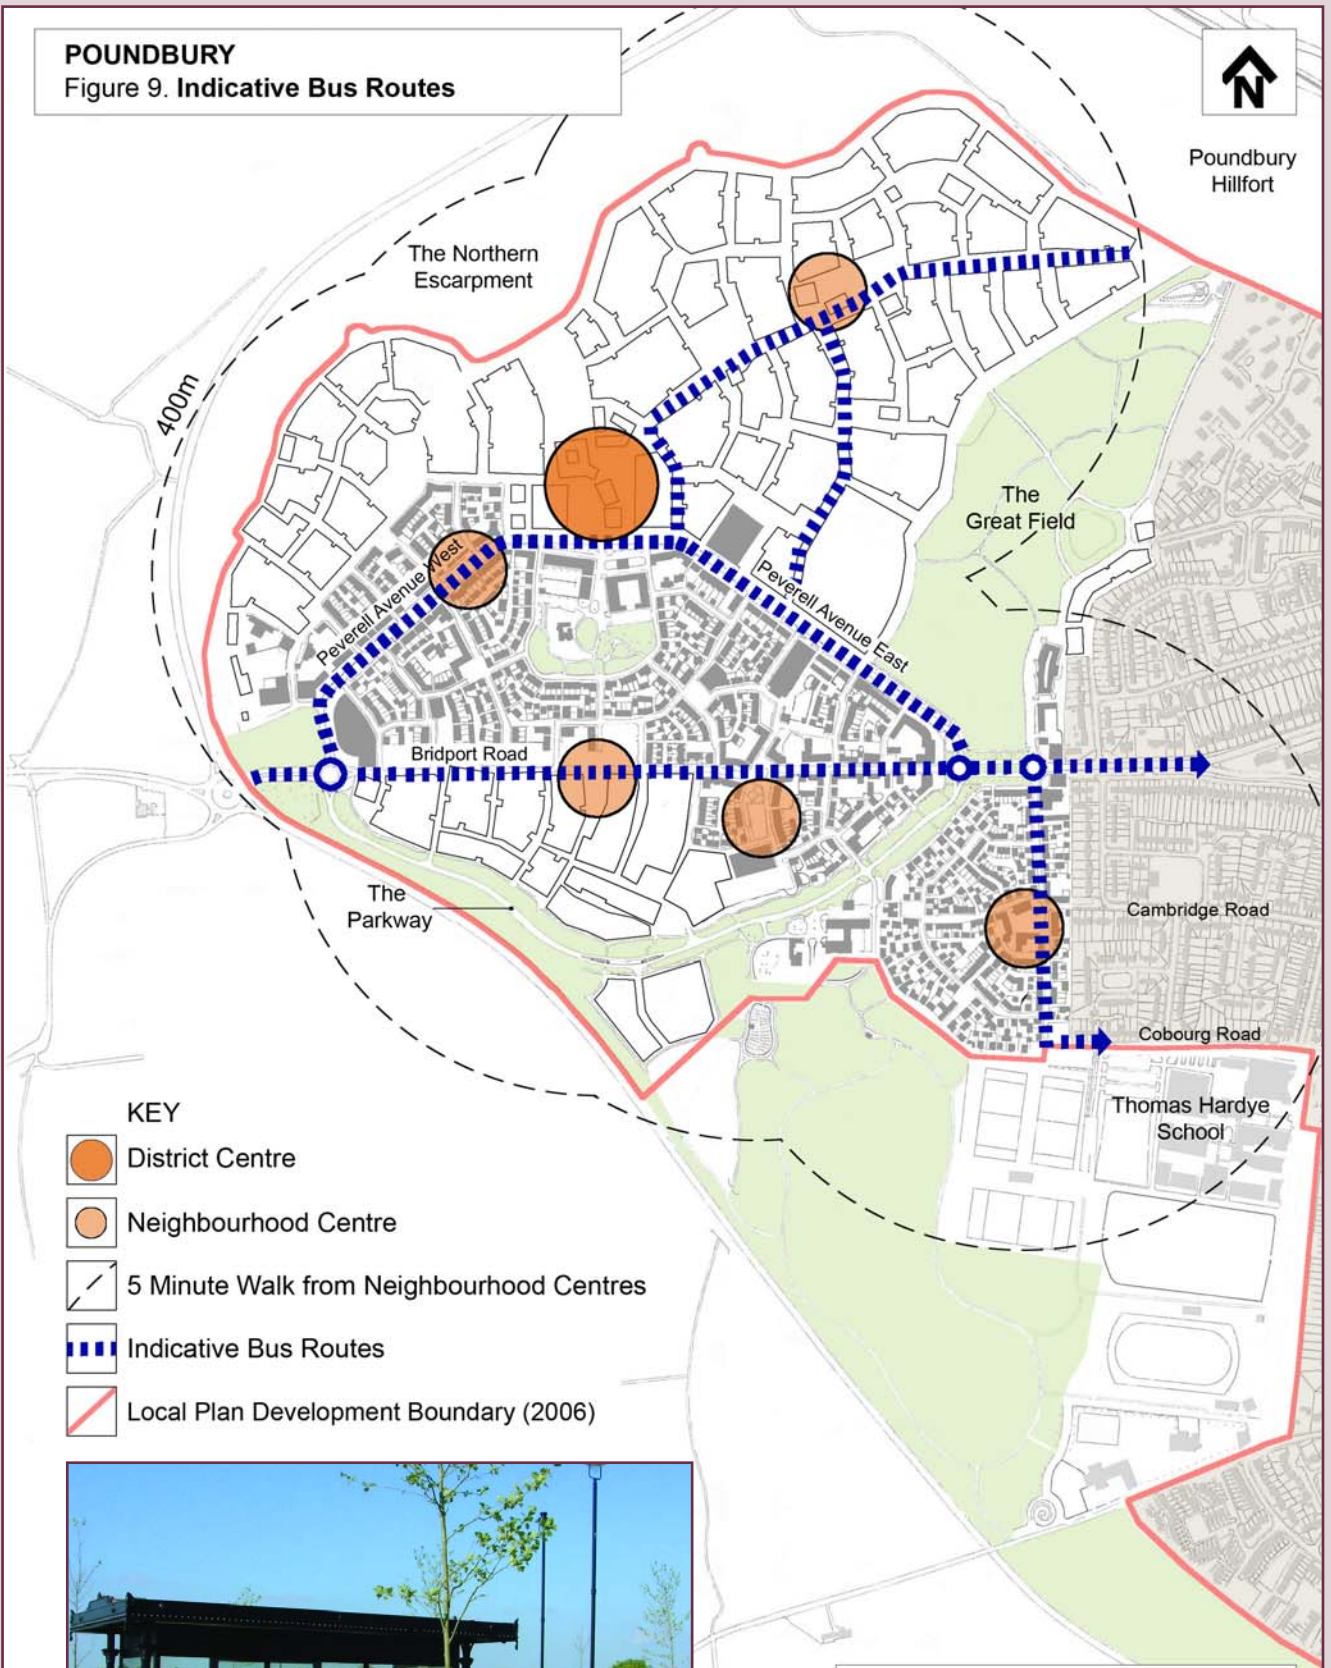 POUNDBURY
Figure 9. Indicative Bus Routes
N
Poundbury
Hillfort
The Northern
Escarpment
400m
The
Great Field
Peverell Avenue West
Peverell Avenue East
Bridport Road
The
Parkway
Cambridge Road
Cobourg Road
Thomas Hardye
School
KEY
District Centre
Neighbourhood Centre
5 Minute Walk from Neighbourhood Centres
Indicative Bus Routes
Local Plan Development Boundary (2006)